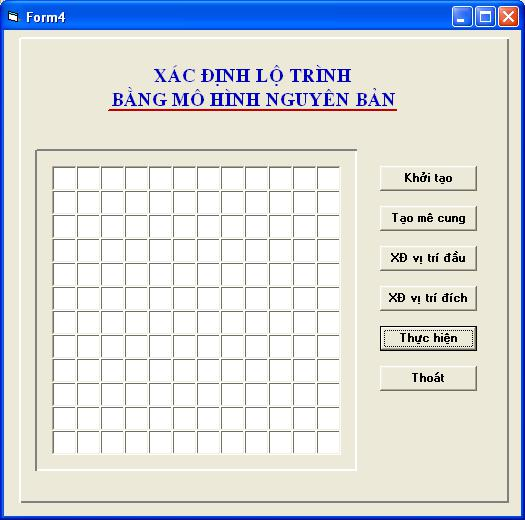 Form4
XÁC ĐỊNH LỘ TRÌNH
BẰNG MÔ HÌNH NGUYÊN BẢN
Khởi tạo
Tạo mê cung
XĐ vị trí đầu
XĐ vị trí đích
Thực hiện
Thoát